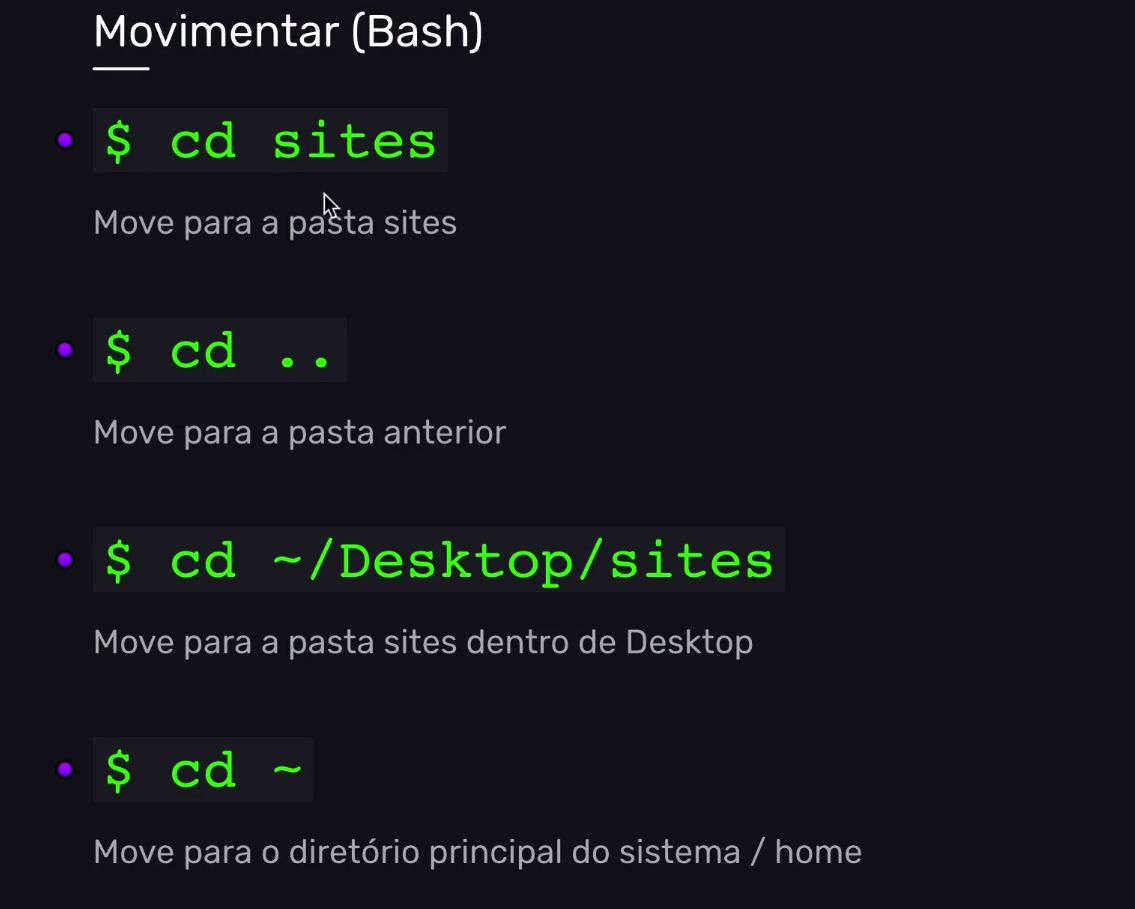 Movimentar (Bash)
$ cd sites
Move para a pasta sites
$ cd ..
Move para a pasta anterior
$ cd ~/Desktop/sites
Move para a pasta sites dentro de Desktop
$ cd ~
Move para o diretório principal do sistema / home